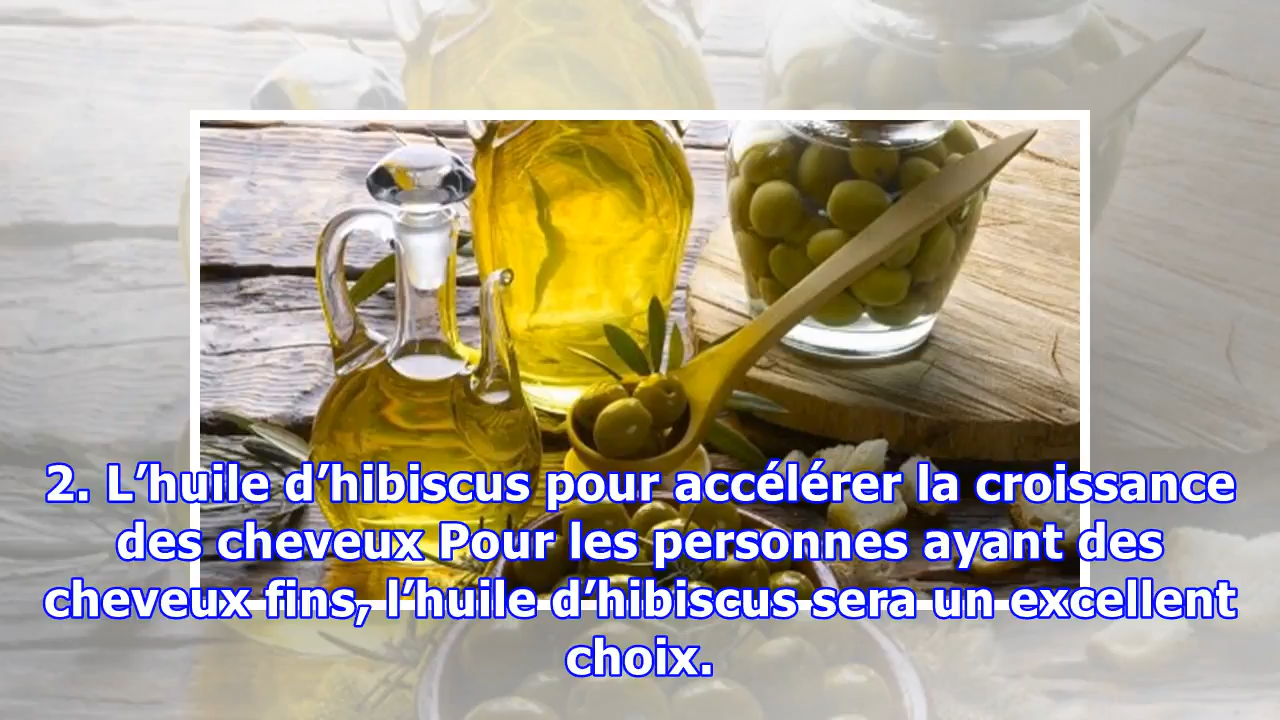 2. L’huile d’hibiscus pour accélérer la croissance
des cheveux Pour les personnes ayant des
cheveux fins, l’huile d’hibiscus sera un excellent
choix.